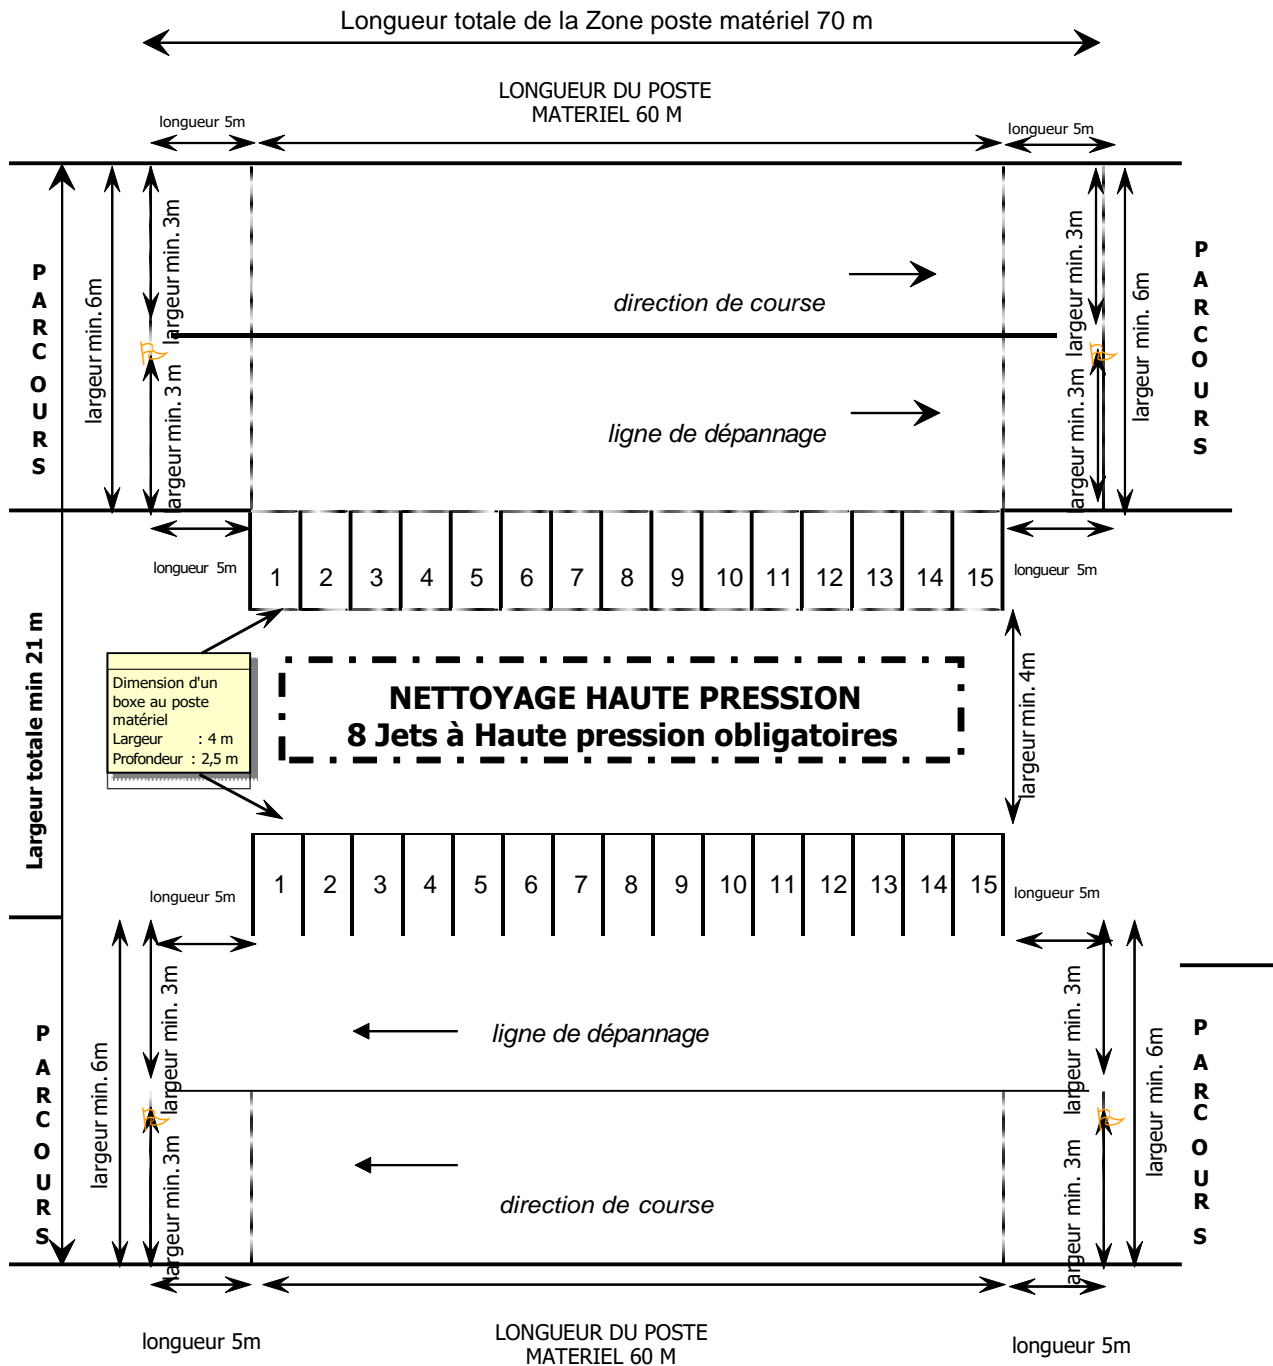 Longueur totale de la Zone poste matériel 70 m
LONGUEUR DU POSTE
MATERIEL 60 M
longueur 5m
longueur 5m
PARCOURS
largeur min. 6m
largeur min. 3m
largeur min. 3 m
direction de course
ligne de dépannage
largeur min. 3m
largeur min. 3m
largeur min. 6m
PARCOURS
longueur 5m
1 2 3 4 5 6 7 8 9 10 11 12 13 14 15
longueur 5m
Largeur totale min 21 m
Dimension d'un
boxe au poste
matériel
Largeur : 4 m
Profondeur : 2,5 m
NETTOYAGE HAUTE PRESSION
8 Jets à Haute pression obligatoires
largeur min. 4m
longueur 5m
1 2 3 4 5 6 7 8 9 10 11 12 13 14 15
longueur 5m
PARCOURS
largeur min. 6m
largeur min. 3m
largeur min. 3m
ligne de dépannage
direction de course
largeur min. 3m
largeur min. 3m
largeur min. 6m
PARCOURS
longueur 5m
LONGUEUR DU POSTE
MATERIEL 60 M
longueur 5m